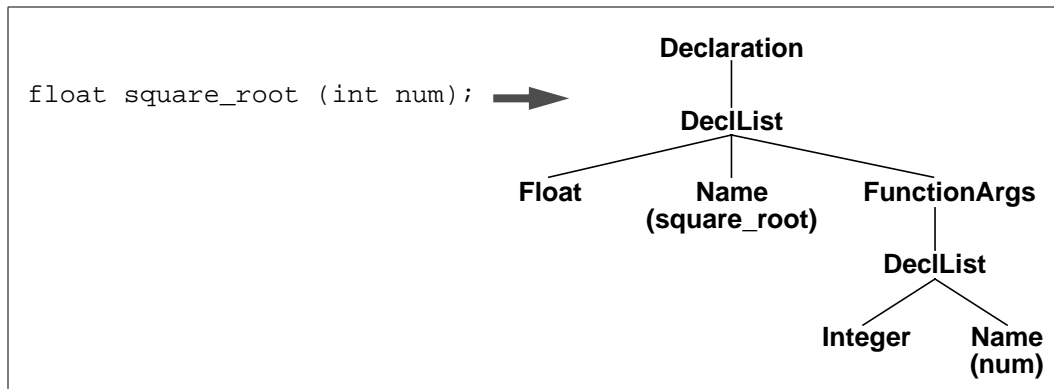 Declaration
float square_root (int num);
DeclList
Float Name FunctionArgs
(square_root)
DeclList
Integer Name
(num)